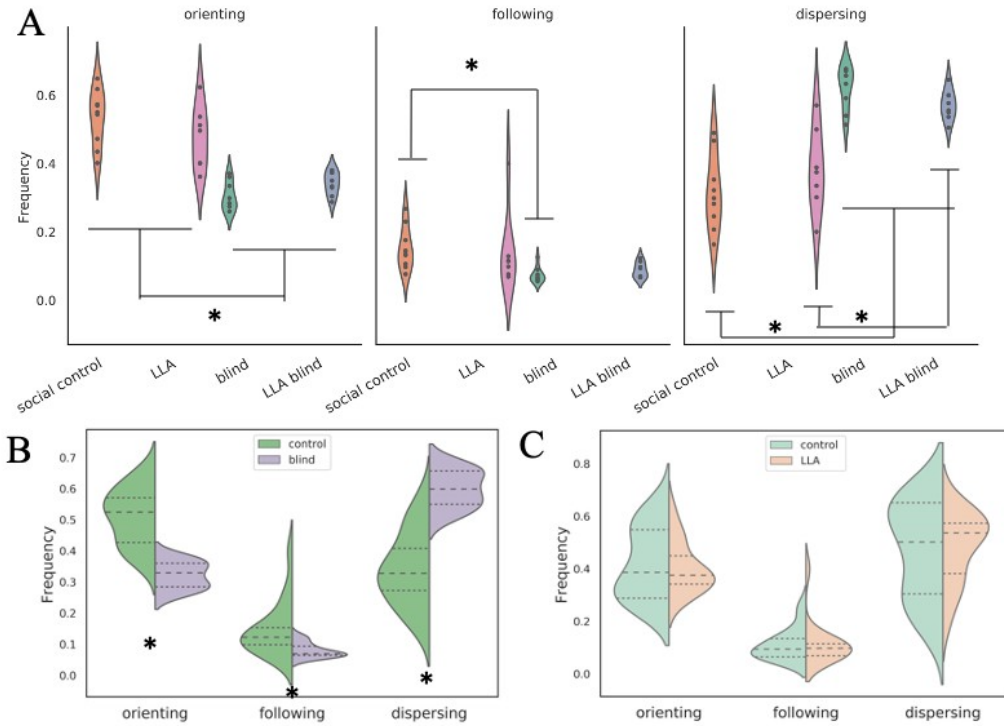 A
orienting
following
dispersing
Frequency
0.6
0.4
0.2
0.0
*
*
*
*
social control
LLA
blind
LLA blind
social control
LLA
blind
LLA blind
social control
LLA
blind
LLA blind
B
control
blind
Frequency
0.7
0.6
0.5
0.4
0.3
0.2
0.1
0.0
*
*
*
orienting
following
dispersing
C
control
LLA
Frequency
0.8
0.6
0.4
0.2
0.0
orienting
following
dispersing